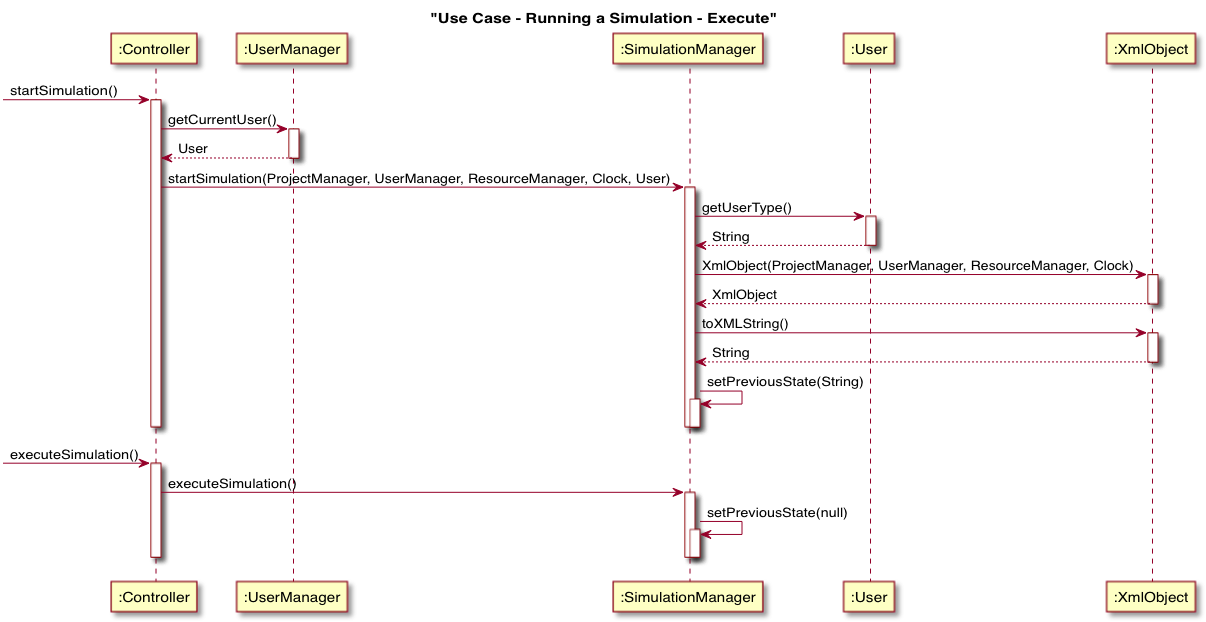 "Use Case - Running a Simulation - Execute"
:Controller :UserManager :SimulationManager :User :XmlObject
startSimulation()
getCurrentUser()
User
startSimulation(ProjectManager, UserManager, ResourceManager, Clock, User)
getUserType()
String
XmlObject(ProjectManager, UserManager, ResourceManager, Clock)
XmlObject
toXMLString()
String
setPreviousState(String)
executeSimulation()
executeSimulation()
setPreviousState(null)
:Controller :UserManager :SimulationManager :User :XmlObject